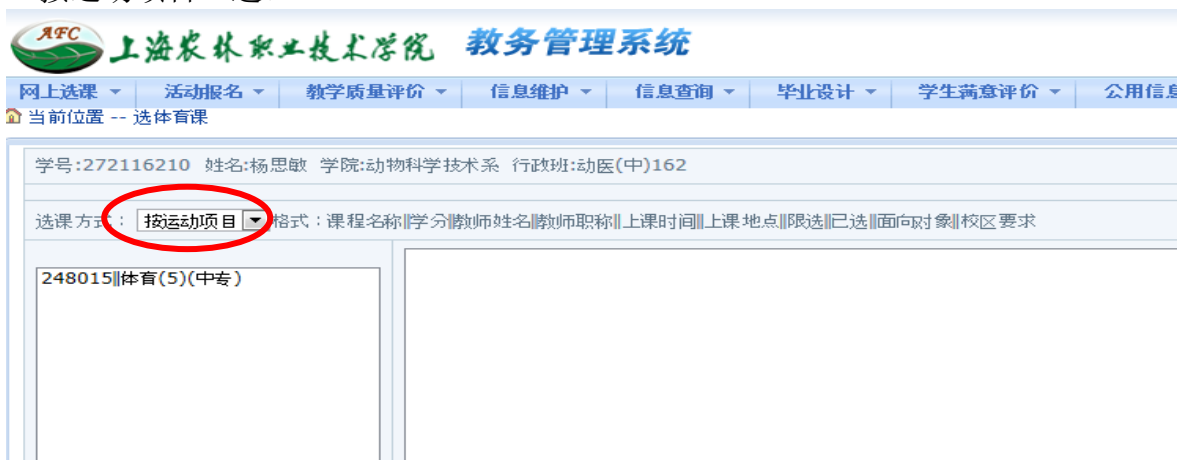 AFC 上海农林职业技术学院 教务管理系统
网上选课 活动报名 教学质量评价 信息维护 信息查询 毕业设计 学生满意评价 公用信息
当前位置 -- 选体育课
学号:272116210 姓名:杨思敏 学院:动物科学技术系 行政班:动医(中)162
选课方式： 按运动项目 格式：课程名称||学分||教师姓名||教师职称||上课时间||上课地点||限选||已选||面向对象||校区要求
248015||体育(5)(中专)